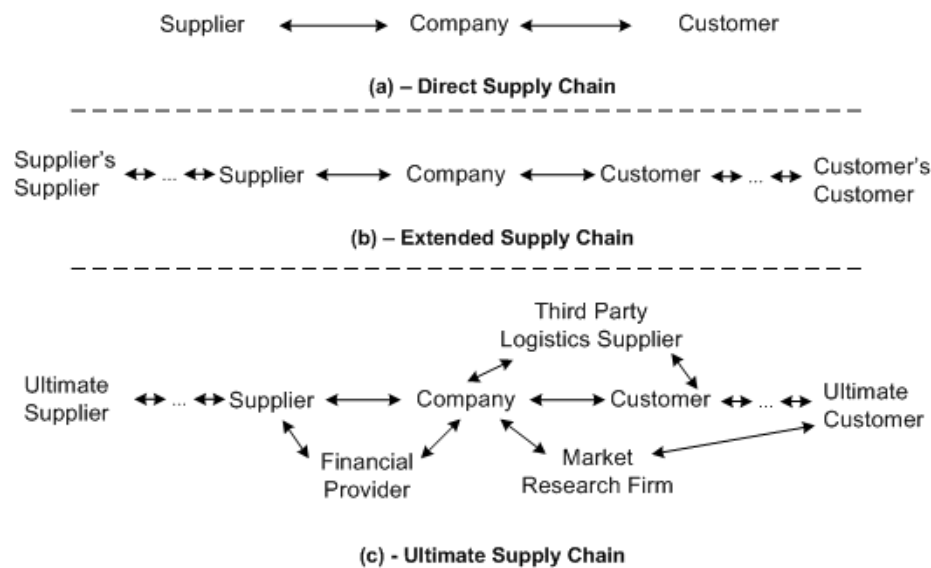 Supplier Company Customer
(a) – Direct Supply Chain
Supplier's
Supplier
... Supplier Company Customer ...
Customer's
Customer
(b) – Extended Supply Chain
Third Party
Logistics Supplier
Ultimate
Supplier
... Supplier Company Customer ...
Ultimate
Customer
Financial
Provider
Market
Research Firm
(c) - Ultimate Supply Chain